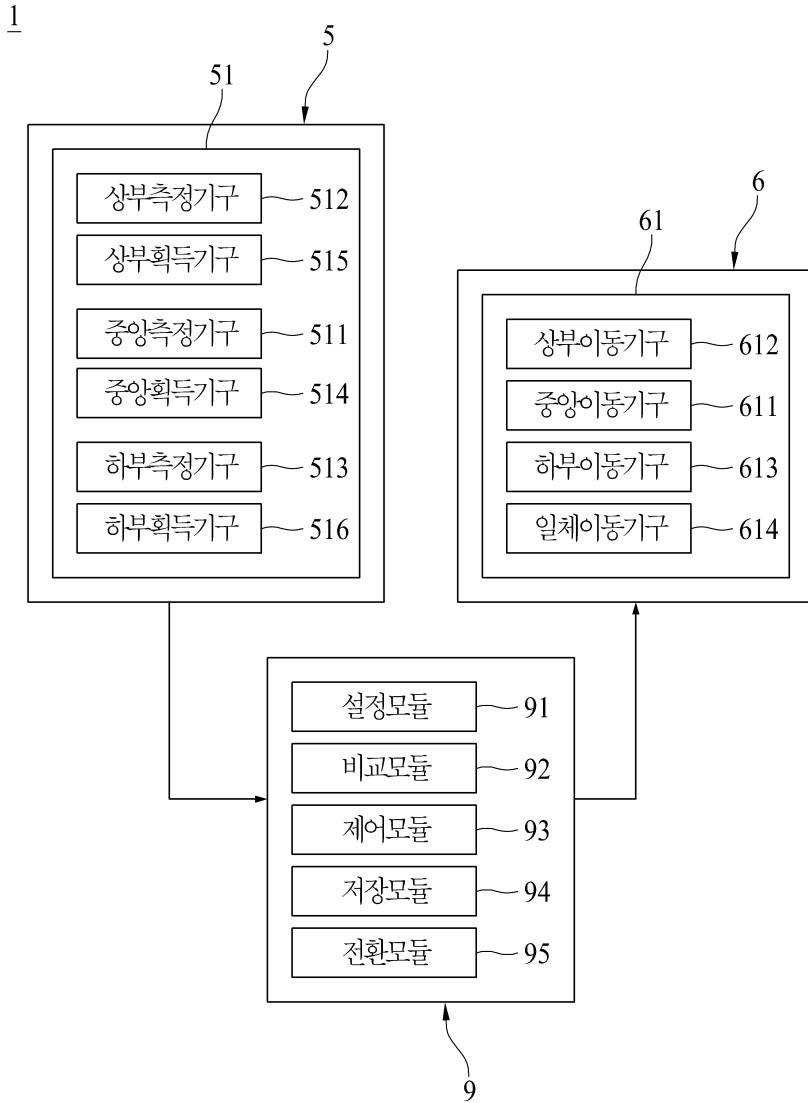 1
5
51
상부측정기구 512
상부획득기구 515
중앙측정기구 511
중앙획득기구 514
하부측정기구 513
하부획득기구 516
6
61
상부이동기구 612
중앙이동기구 611
하부이동기구 613
일체이동기구 614
설정모듈 91
비교모듈 92
제어모듈 93
저장모듈 94
전환모듈 95
9